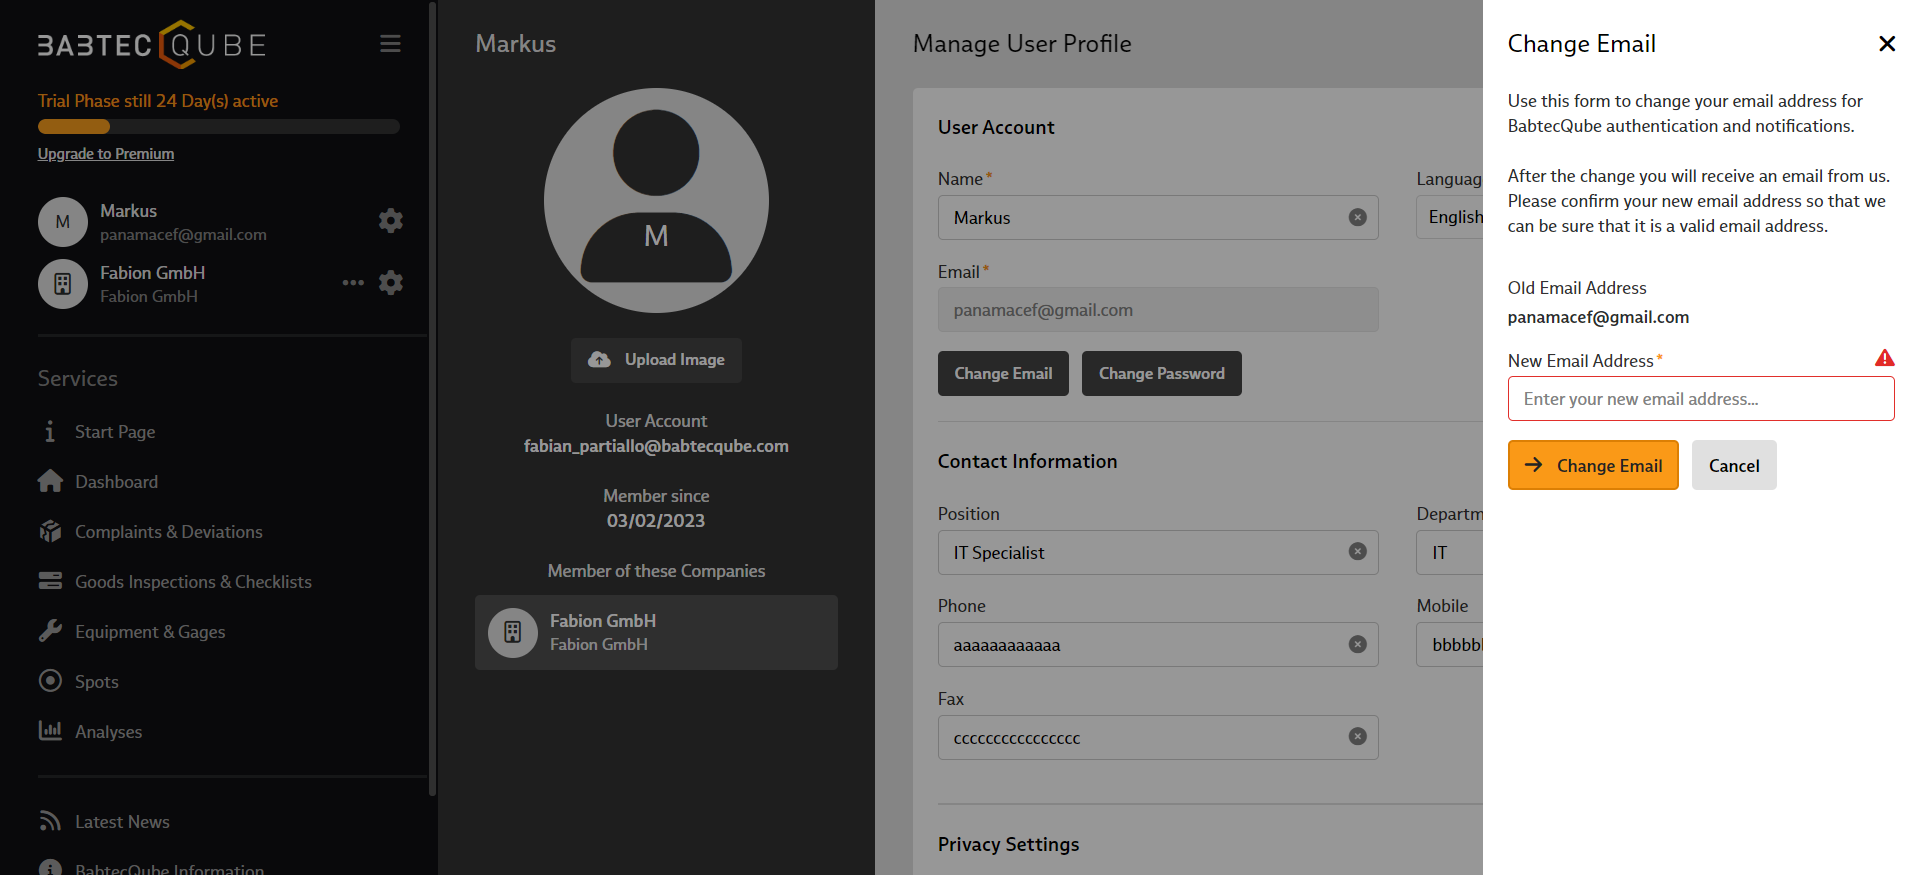 BABTEC QUBE
Trial Phase still 24 Day(s) active
Upgrade to Premium
M
Markus
panamacef@gmail.com
Fabion GmbH
Fabion GmbH
Services
Start Page
Dashboard
Complaints & Deviations
Goods Inspections & Checklists
Equipment & Gages
Spots
Analyses
Latest News
BabtecQube Information
Markus
M
Upload Image
User Account
fabian_partiallo@babtecqube.com
Member since
03/02/2023
Member of these Companies
Fabion GmbH
Fabion GmbH
Manage User Profile
User Account
Name *
Markus
Languag
English
Email *
panamacef@gmail.com
Change Email
Change Password
Contact Information
Position
IT Specialist
Departm
IT
Phone
aaaaaaaaaaaa
Mobile
bbbbbb
Fax
cccccccccccccccc
Privacy Settings
Change Email
Use this form to change your email address for
BabtecQube authentication and notifications.
After the change you will receive an email from us.
Please confirm your new email address so that we
can be sure that it is a valid email address.
Old Email Address
panamacef@gmail.com
New Email Address *
Enter your new email address...
Change Email
Cancel